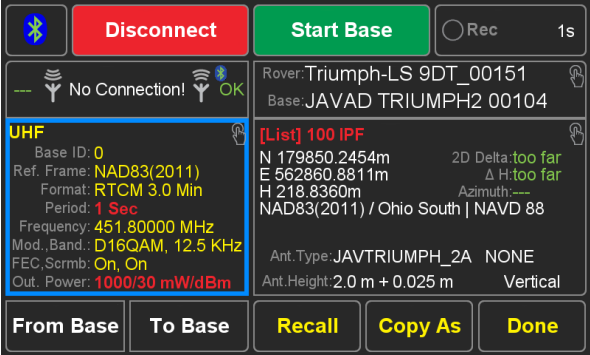 Disconnect
Start Base
Rec 1s
--- No Connection! OK
Rover: Triumph-LS 9DT_00151
Base: JAVAD TRIUMPH2 00104
UHF
Base ID: 0
Ref. Frame: NAD83(2011)
Format: RTCM 3.0 Min
Period: 1 Sec
Frequency: 451.80000 MHz
Mod.,Band.: D16QAM, 12.5 KHz
FEC,Scrmb: On, On
Out. Power: 1000/30 mW/dBm
[List] 100 IPF
N 179850.2454m 2D Delta: too far
E 562860.8811m Δ H: too far
H 218.8360m Azimuth: ---
NAD83(2011) / Ohio South | NAVD 88
Ant.Type: JAVTRIUMPH_2A NONE
Ant.Height: 2.0 m + 0.025 m Vertical
From Base
To Base
Recall
Copy As
Done